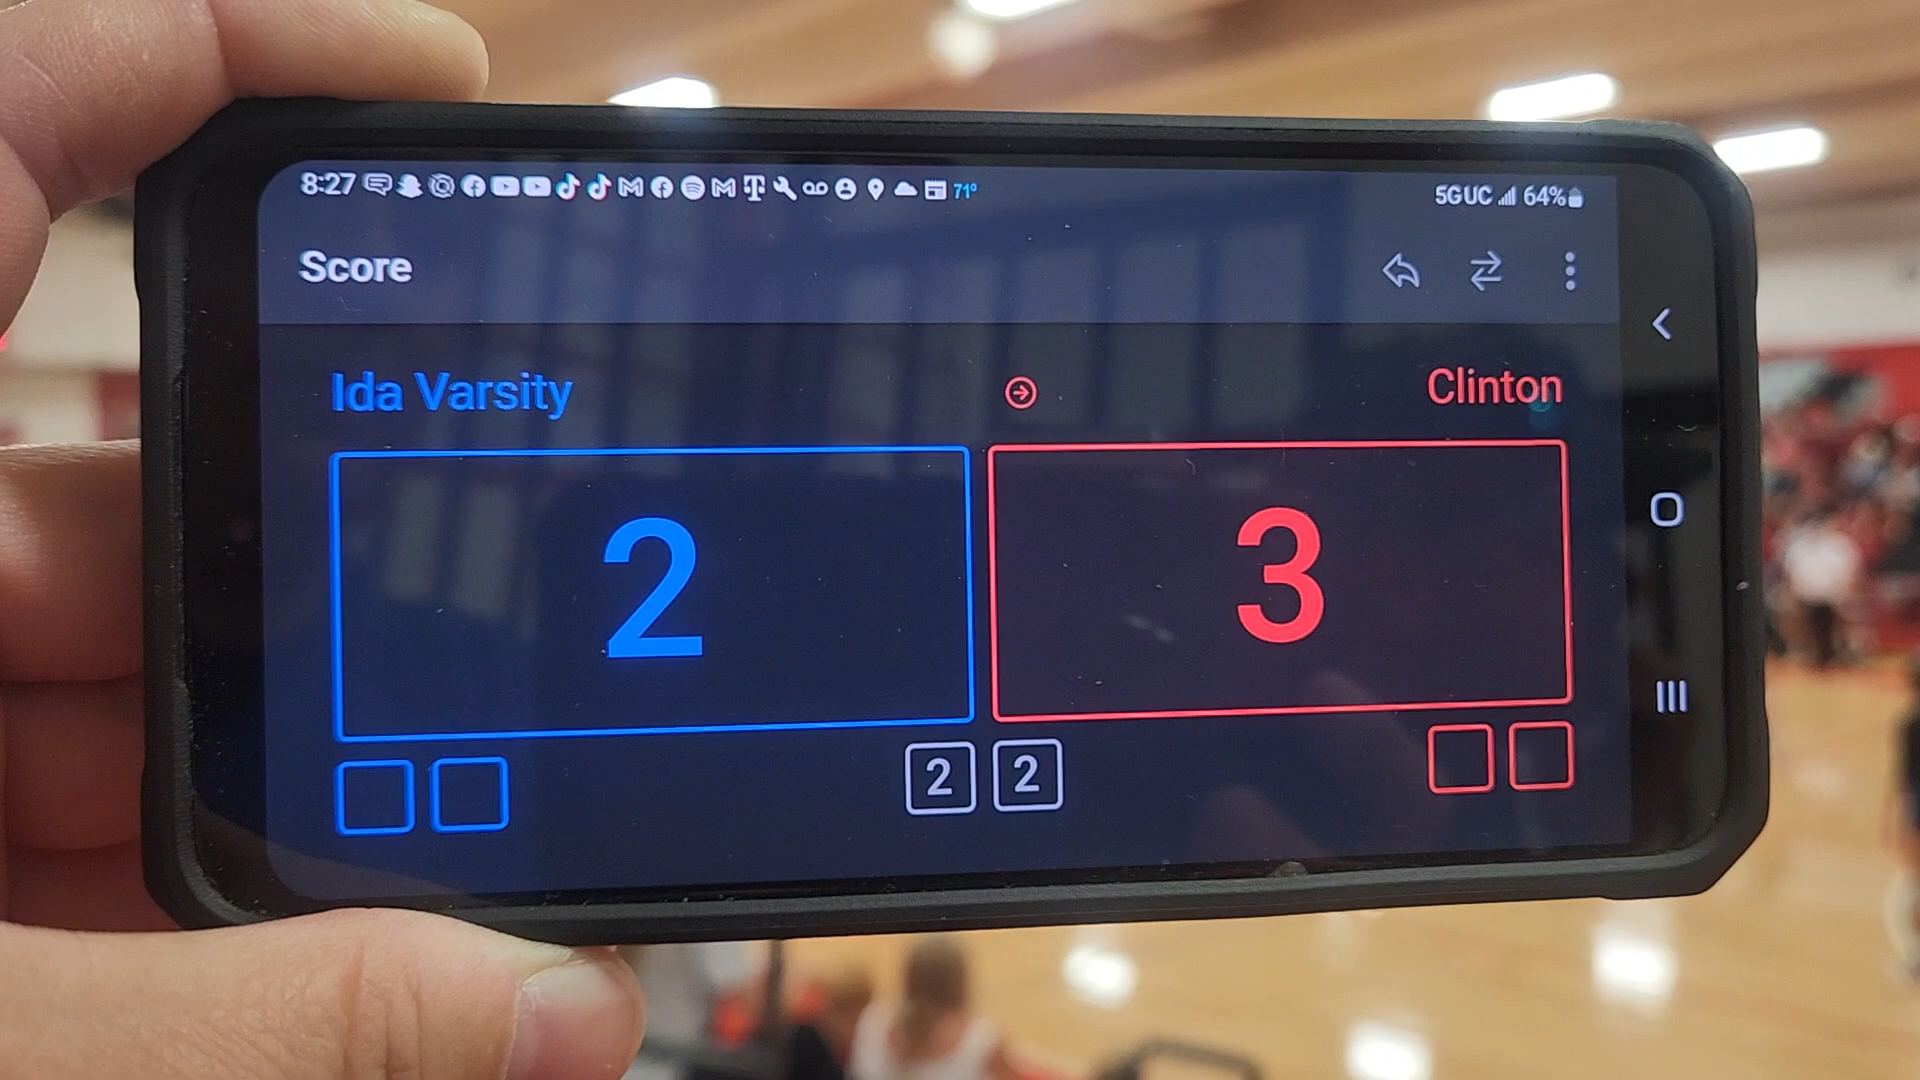 8:27 71° 5GUC 64%
Score
Ida Varsity Clinton
2 3
2 2